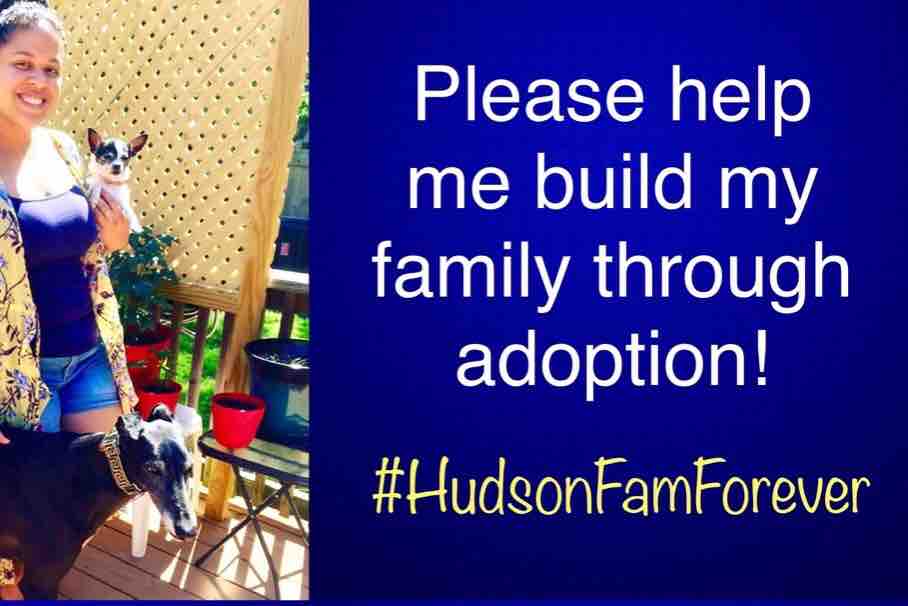 Please help
me build my
family through
adoption!
#HudsonFamForever